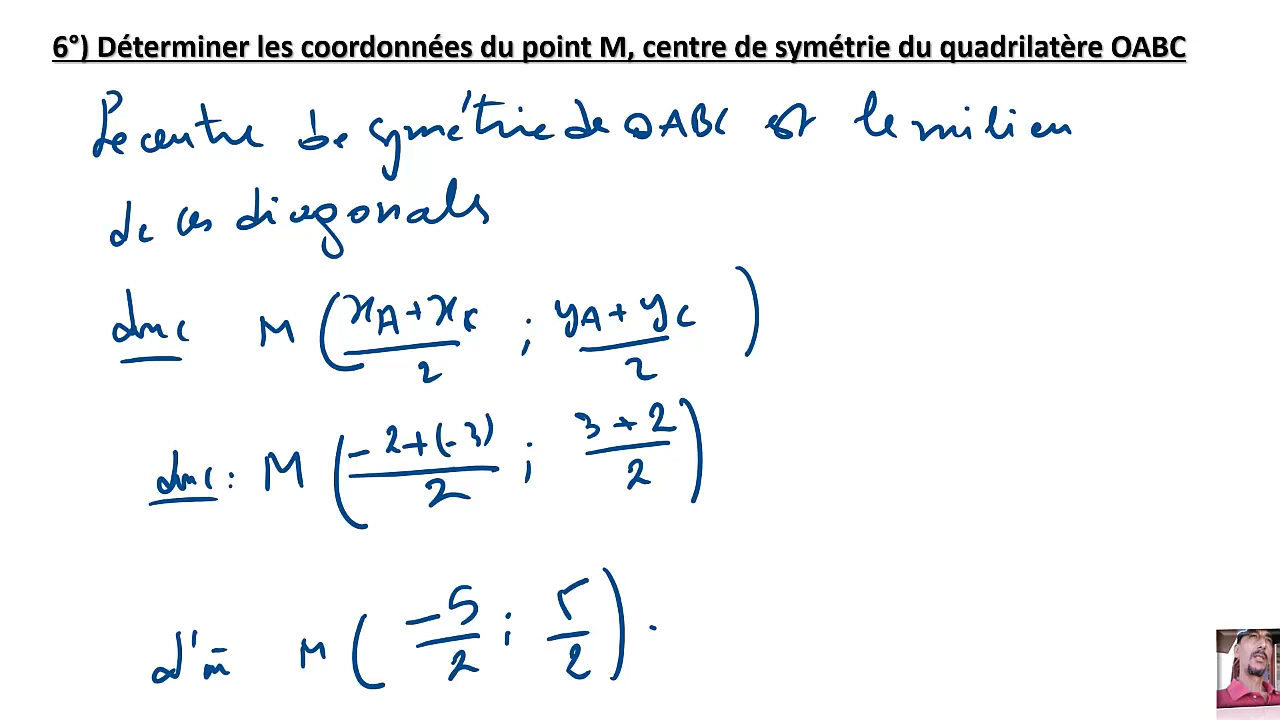 6°) Déterminer les coordonnées du point M, centre de symétrie du quadrilatère OABC
Le centre de symétrie de OABC est le milieu
de ces diagonals
donc M ( (xA + xC)/2 ; (yA + yC)/2 )
donc : M ( (-2+(-3))/2 ; (3+2)/2 )
d'où M ( -5/2 ; 5/2 ) .